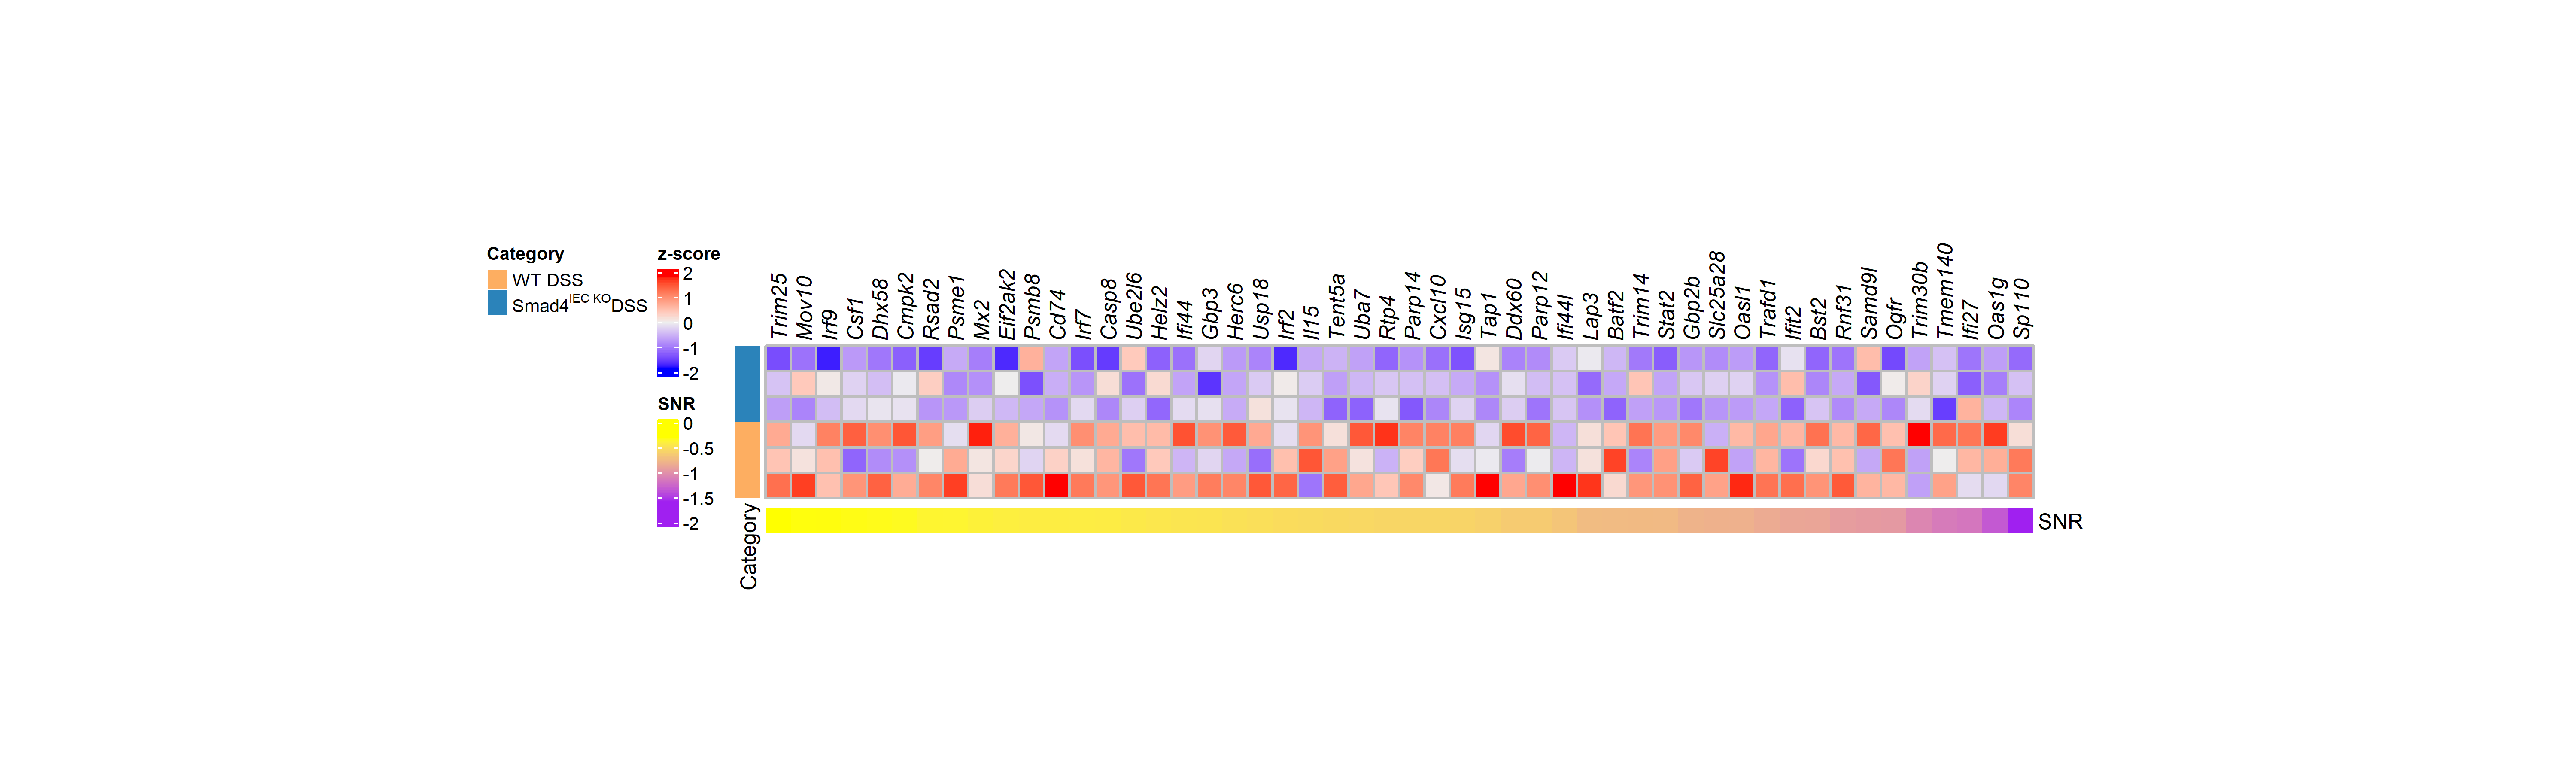 Category
WT DSS
Smad4IEC KODSS
z-score
2
1
0
-1
-2
SNR
0
-0.5
-1
-1.5
-2
Trim25
Mov10
Irf9
Csf1
Dhx58
Cmpk2
Rsad2
Psme1
Mx2
Eif2ak2
Psmb8
Cd74
Irf7
Casp8
Ube2l6
Helz2
Ifi44
Gbp3
Herc6
Usp18
Irf2
Il15
Tent5a
Uba7
Rtp4
Parp14
Cxcl10
Isg15
Tap1
Ddx60
Parp12
Ifi44l
Lap3
Batf2
Trim14
Stat2
Gbp2b
Slc25a28
Oasl1
Trafd1
Ifit2
Bst2
Rnf31
Samd9l
Ogfr
Trim30b
Tmem140
Ifi27
Oas1g
Sp110
Category
SNR